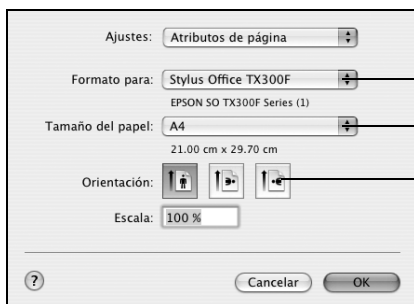 Ajustes: Atributos de página
Formato para: Stylus Office TX300F
EPSON SO TX300F Series (1)
Tamaño del papel: A4
21.00 cm x 29.70 cm
Orientación:
Escala: 100 %
? Cancelar OK